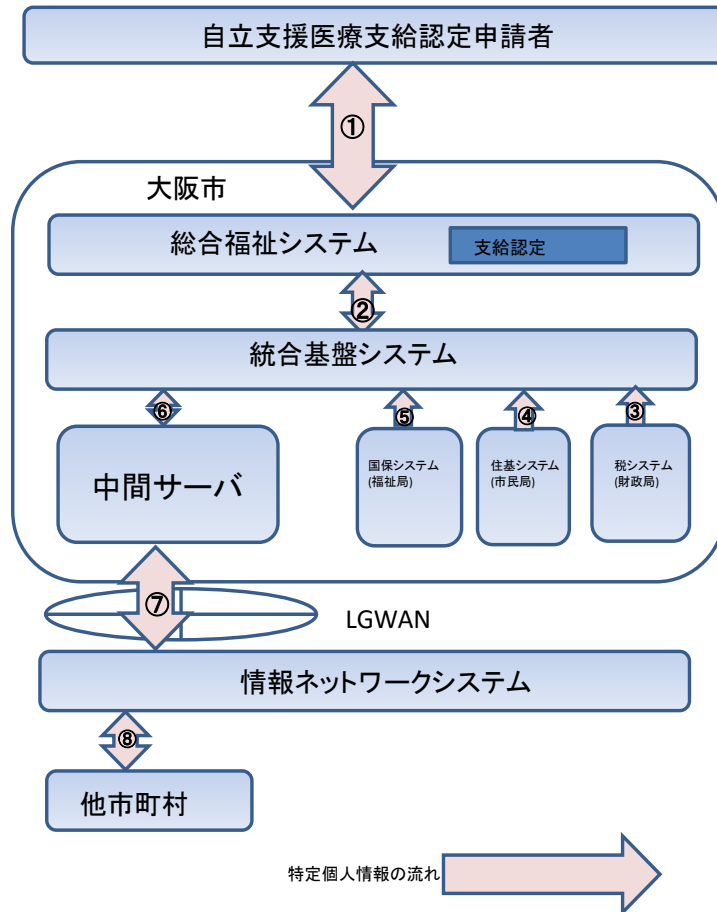 自立支援医療支給認定申請者
①
大阪市
総合福祉システム
支給認定
②
統合基盤システム
⑥
⑤
④
③
中間サーバ
国保システム
(福祉局)
住基システム
(市民局)
税システム
(財政局)
⑦
LGWAN
情報ネットワークシステム
⑧
他市町村
特定個人情報の流れ